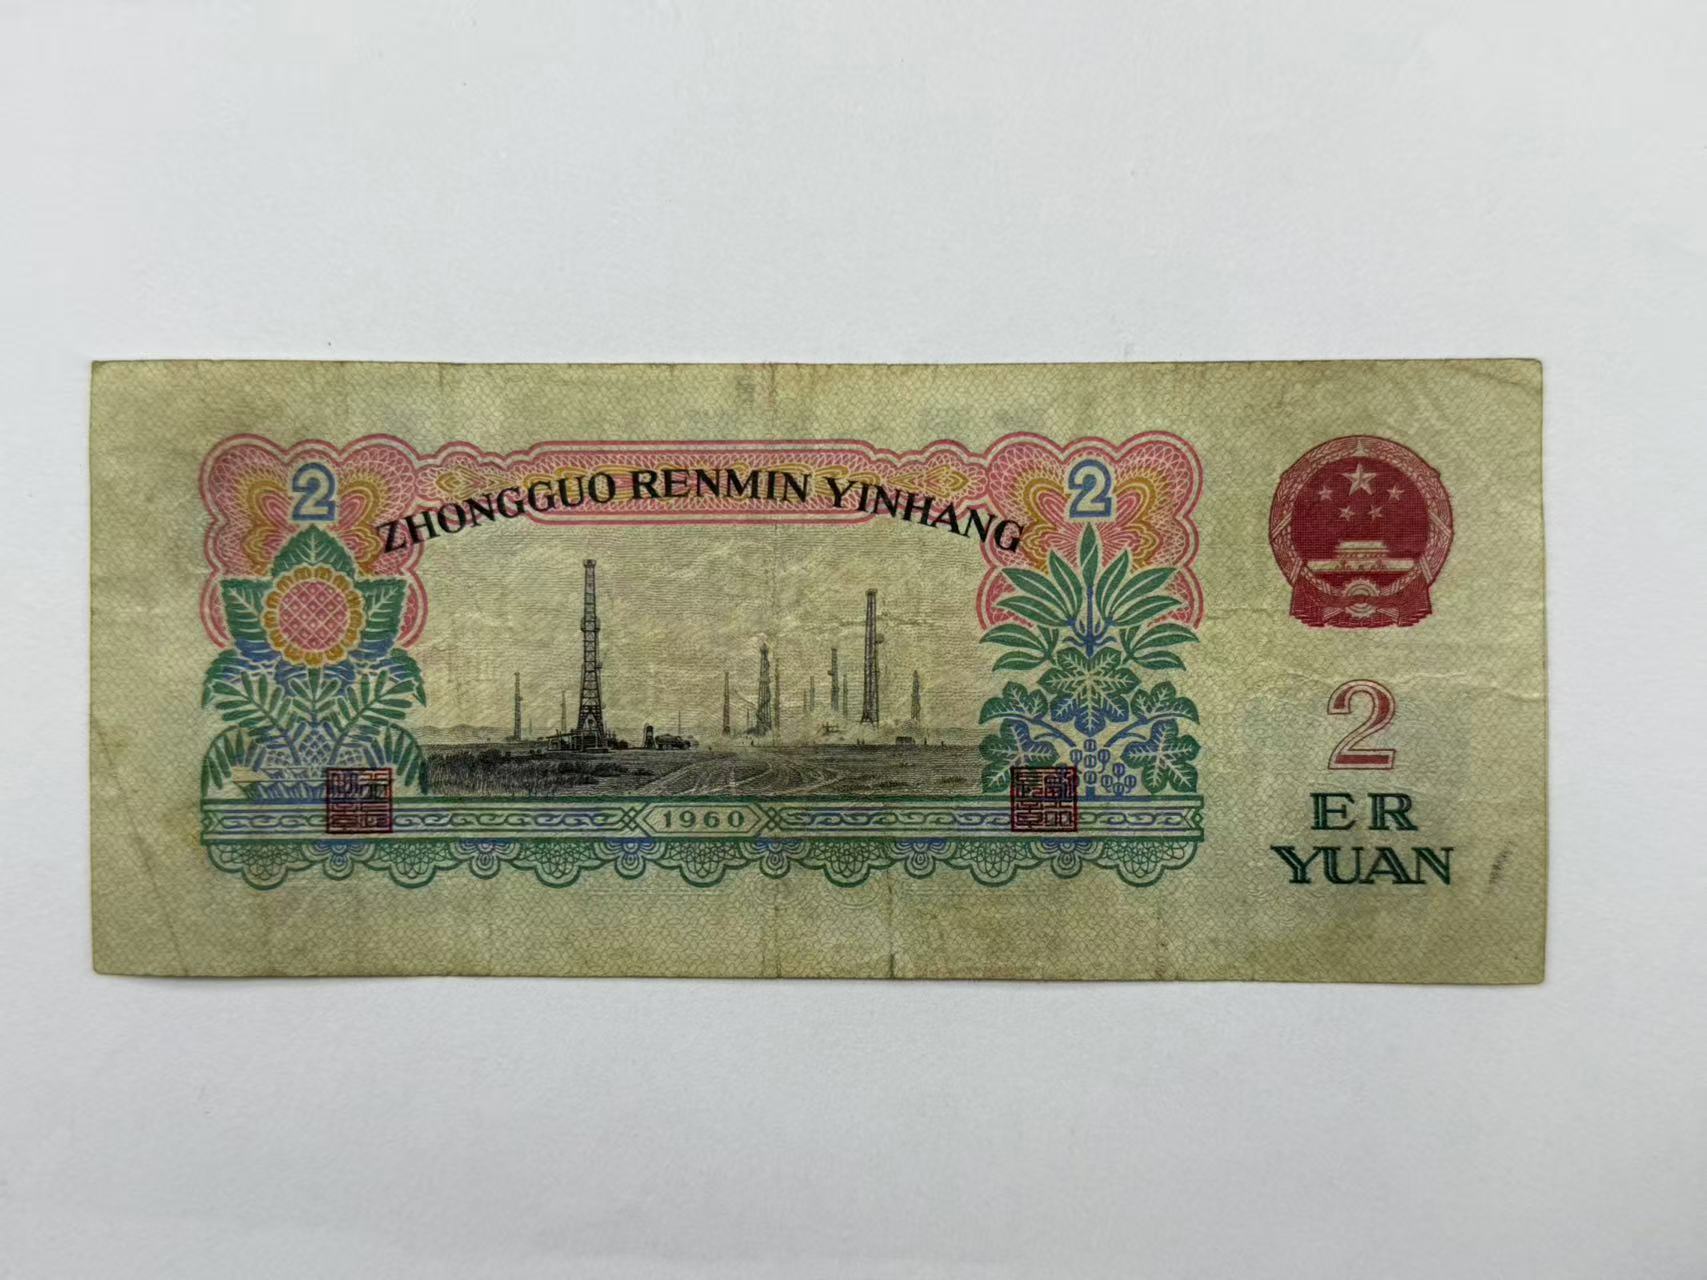 2 2
ZHONGGUO RENMIN YINHANG
1960
2
ER
YUAN